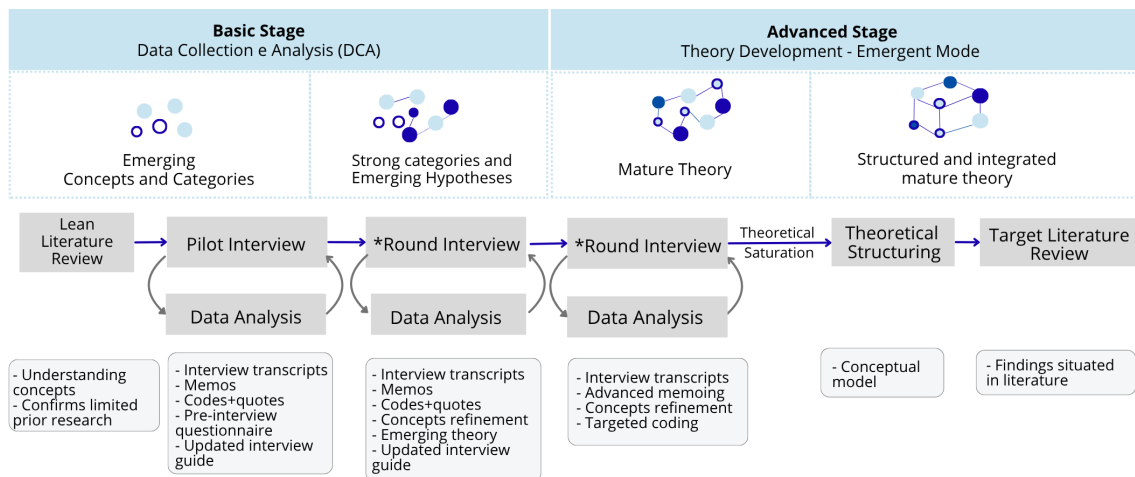 Basic Stage
Data Collection e Analysis (DCA)
Advanced Stage
Theory Development - Emergent Mode
Emerging
Concepts and Categories
Strong categories and
Emerging Hypotheses
Mature Theory
Structured and integrated
mature theory
Lean
Literature
Review
Pilot Interview
*Round Interview
*Round Interview
Theoretical
Saturation
Theoretical
Structuring
Target Literature
Review
Data Analysis
Data Analysis
Data Analysis
- Understanding
concepts
- Confirms limited
prior research
- Interview transcripts
- Memos
- Codes+quotes
- Pre-interview
questionnaire
- Updated interview
guide
- Interview transcripts
- Memos
- Codes+quotes
- Concepts refinement
- Emerging theory
- Updated interview
guide
- Interview transcripts
- Advanced memoing
- Concepts refinement
- Targeted coding
- Conceptual
model
- Findings situated
in literature